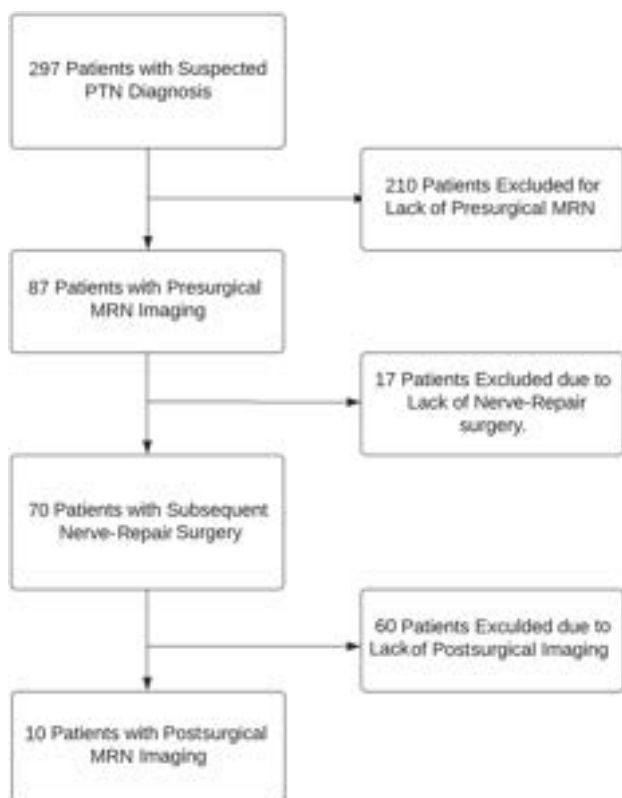 297 Patients with Suspected
PTN Diagnosis
210 Patients Excluded for
Lack of Presurgical MRN
87 Patients with Presurgical
MRN Imaging
17 Patients Excluded due to
Lack of Nerve-Repair
surgery.
70 Patients with Subsequent
Nerve-Repair Surgery
60 Patients Exculded due to
Lack of Postsurgical Imaging
10 Patients with Postsurgical
MRN Imaging